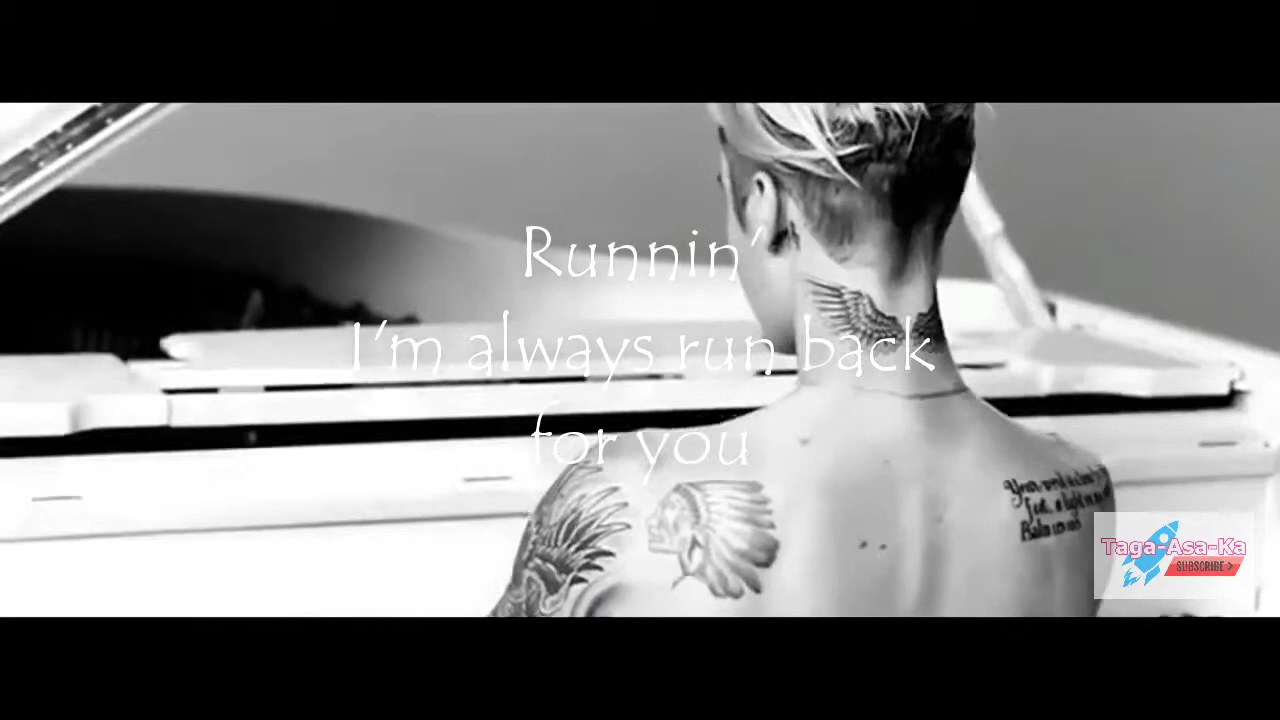 Runnin'
I'm always run back
for you
Taga-Asa-Ka
SUBSCRIBE >